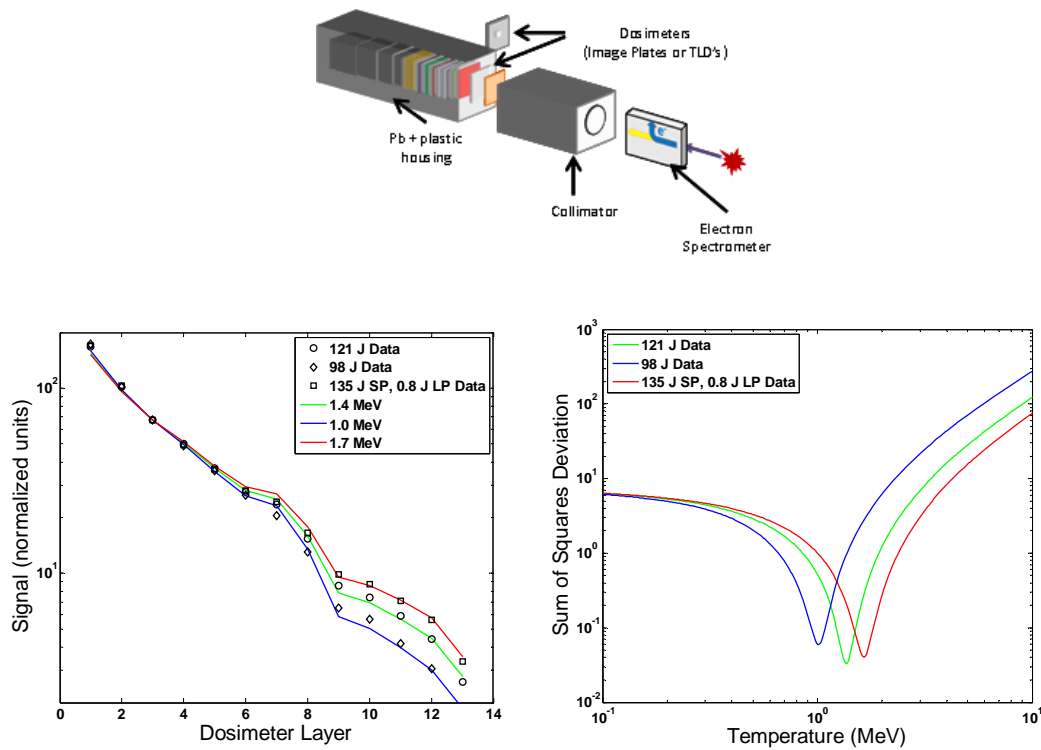 Dosimeters
(Image Plates or TLD's)
Pb + plastic
housing
e-
Collimator
Electron
Spectrometer
121 J Data
98 J Data
135 J SP, 0.8 J LP Data
1.4 MeV
1.0 MeV
1.7 MeV
10^2
10^1
Signal (normalized units)
0 2 4 6 8 10 12 14
Dosimeter Layer
121 J Data
98 J Data
135 J SP, 0.8 J LP Data
10^3
10^2
10^1
10^0
10^-1
10^-2
Sum of Squares Deviation
10^-1 10^0 10^1
Temperature (MeV)